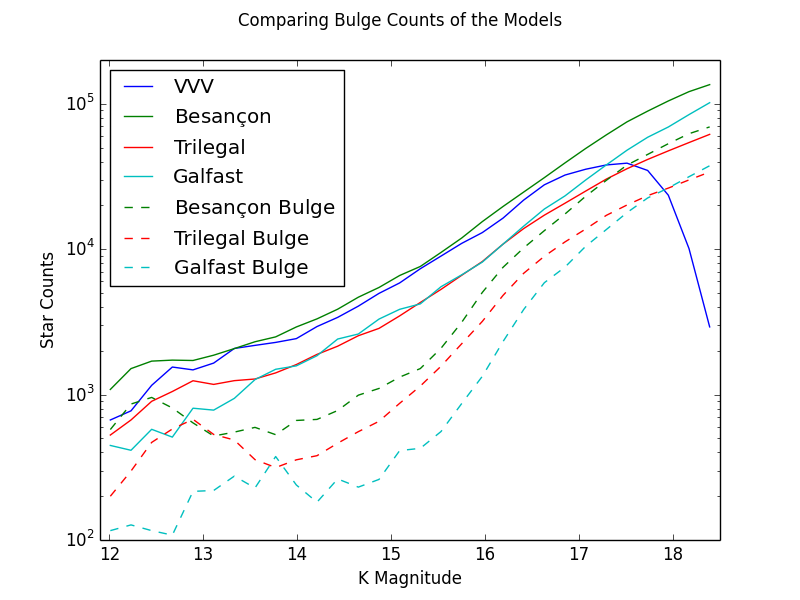 Comparing Bulge Counts of the Models
VVV
Besançon
Trilegal
Galfast
Besançon Bulge
Trilegal Bulge
Galfast Bulge
10^5
10^4
10^3
10^2
Star Counts
12 13 14 15 16 17 18
K Magnitude